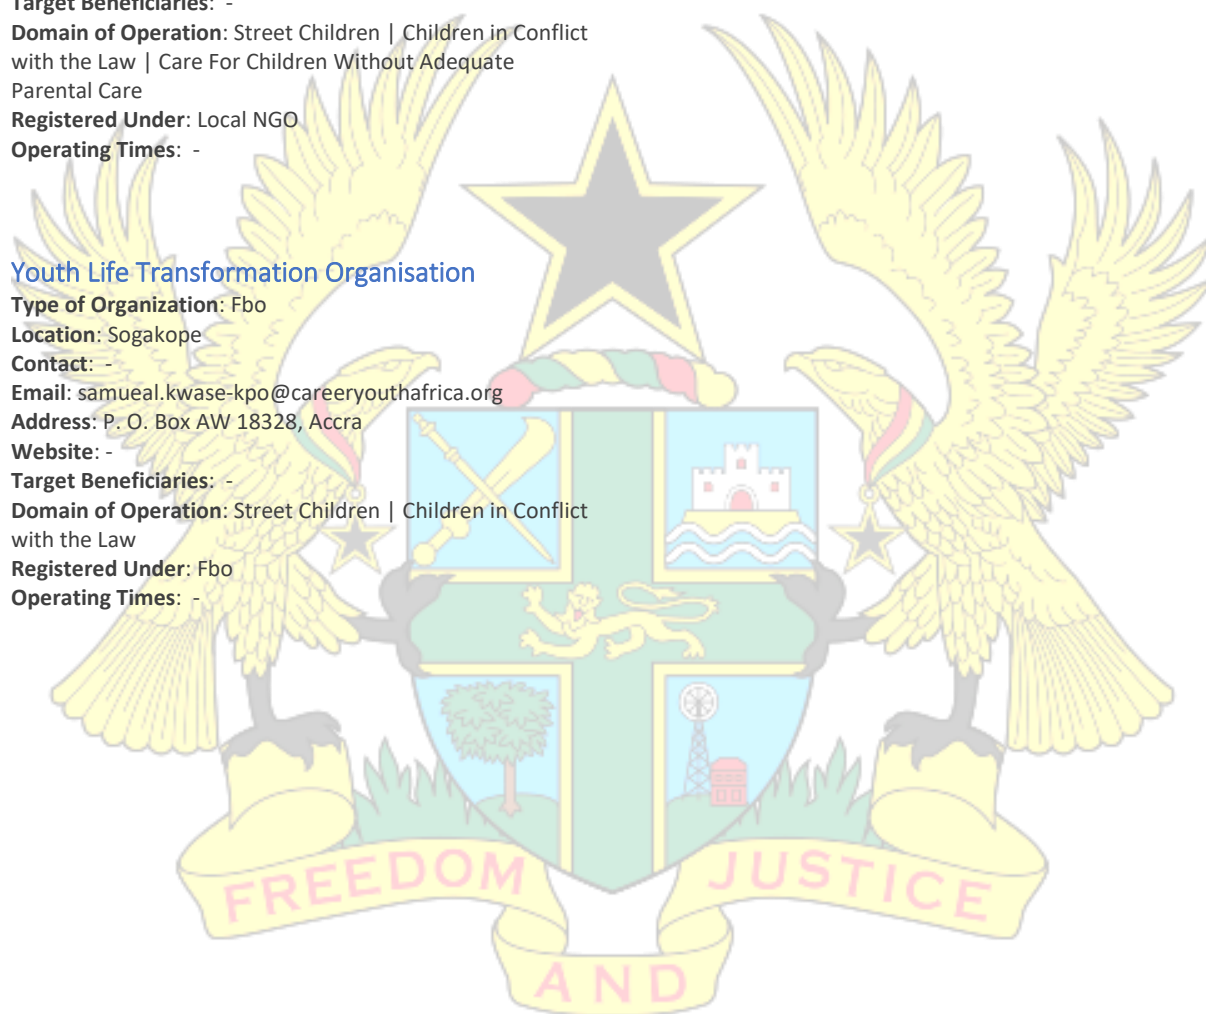 Target Beneficiaries: -
Domain of Operation: Street Children | Children in Conflict
with the Law | Care For Children Without Adequate
Parental Care
Registered Under: Local NGO
Operating Times: -
Youth Life Transformation Organisation
Type of Organization: Fbo
Location: Sogakope
Contact: -
Email: samueal.kwase-kpo@careeryouthafrica.org
Address: P. O. Box AW 18328, Accra
Website: -
Target Beneficiaries: -
Domain of Operation: Street Children | Children in Conflict
with the Law
Registered Under: Fbo
Operating Times: -
FREEDOM JUSTICE
AND